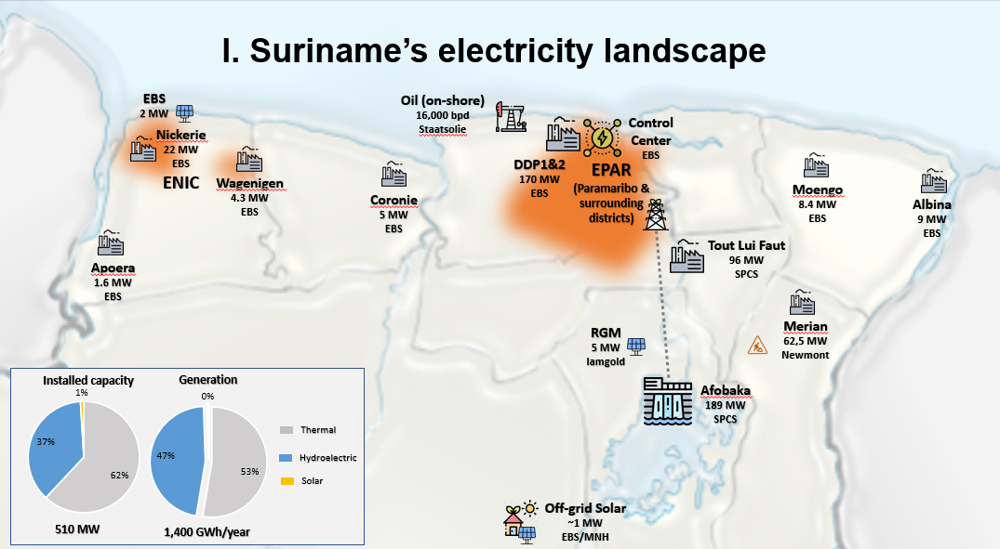 I. Suriname’s electricity landscape
EBS
2 MW
Nickerie
22 MW
EBS
ENIC
Wagenigen
4.3 MW
EBS
Apoera
1.6 MW
EBS
Coronie
5 MW
EBS
Oil (on-shore)
16,000 bpd
Staatsolie
DDP1&2
170 MW
EBS
Control
Center
EBS
EPAR
(Paramaribo &
surrounding
districts)
Moengo
8.4 MW
EBS
Albina
9 MW
EBS
Tout Lui Faut
96 MW
SPCS
Merian
62,5 MW
Newmont
RGM
5 MW
Iamgold
Afobaka
189 MW
SPCS
Off-grid Solar
~1 MW
EBS/MNH
Installed capacity
1%
37%
62%
510 MW
Generation
0%
47%
53%
1,400 GWh/year
Thermal
Hydroelectric
Solar